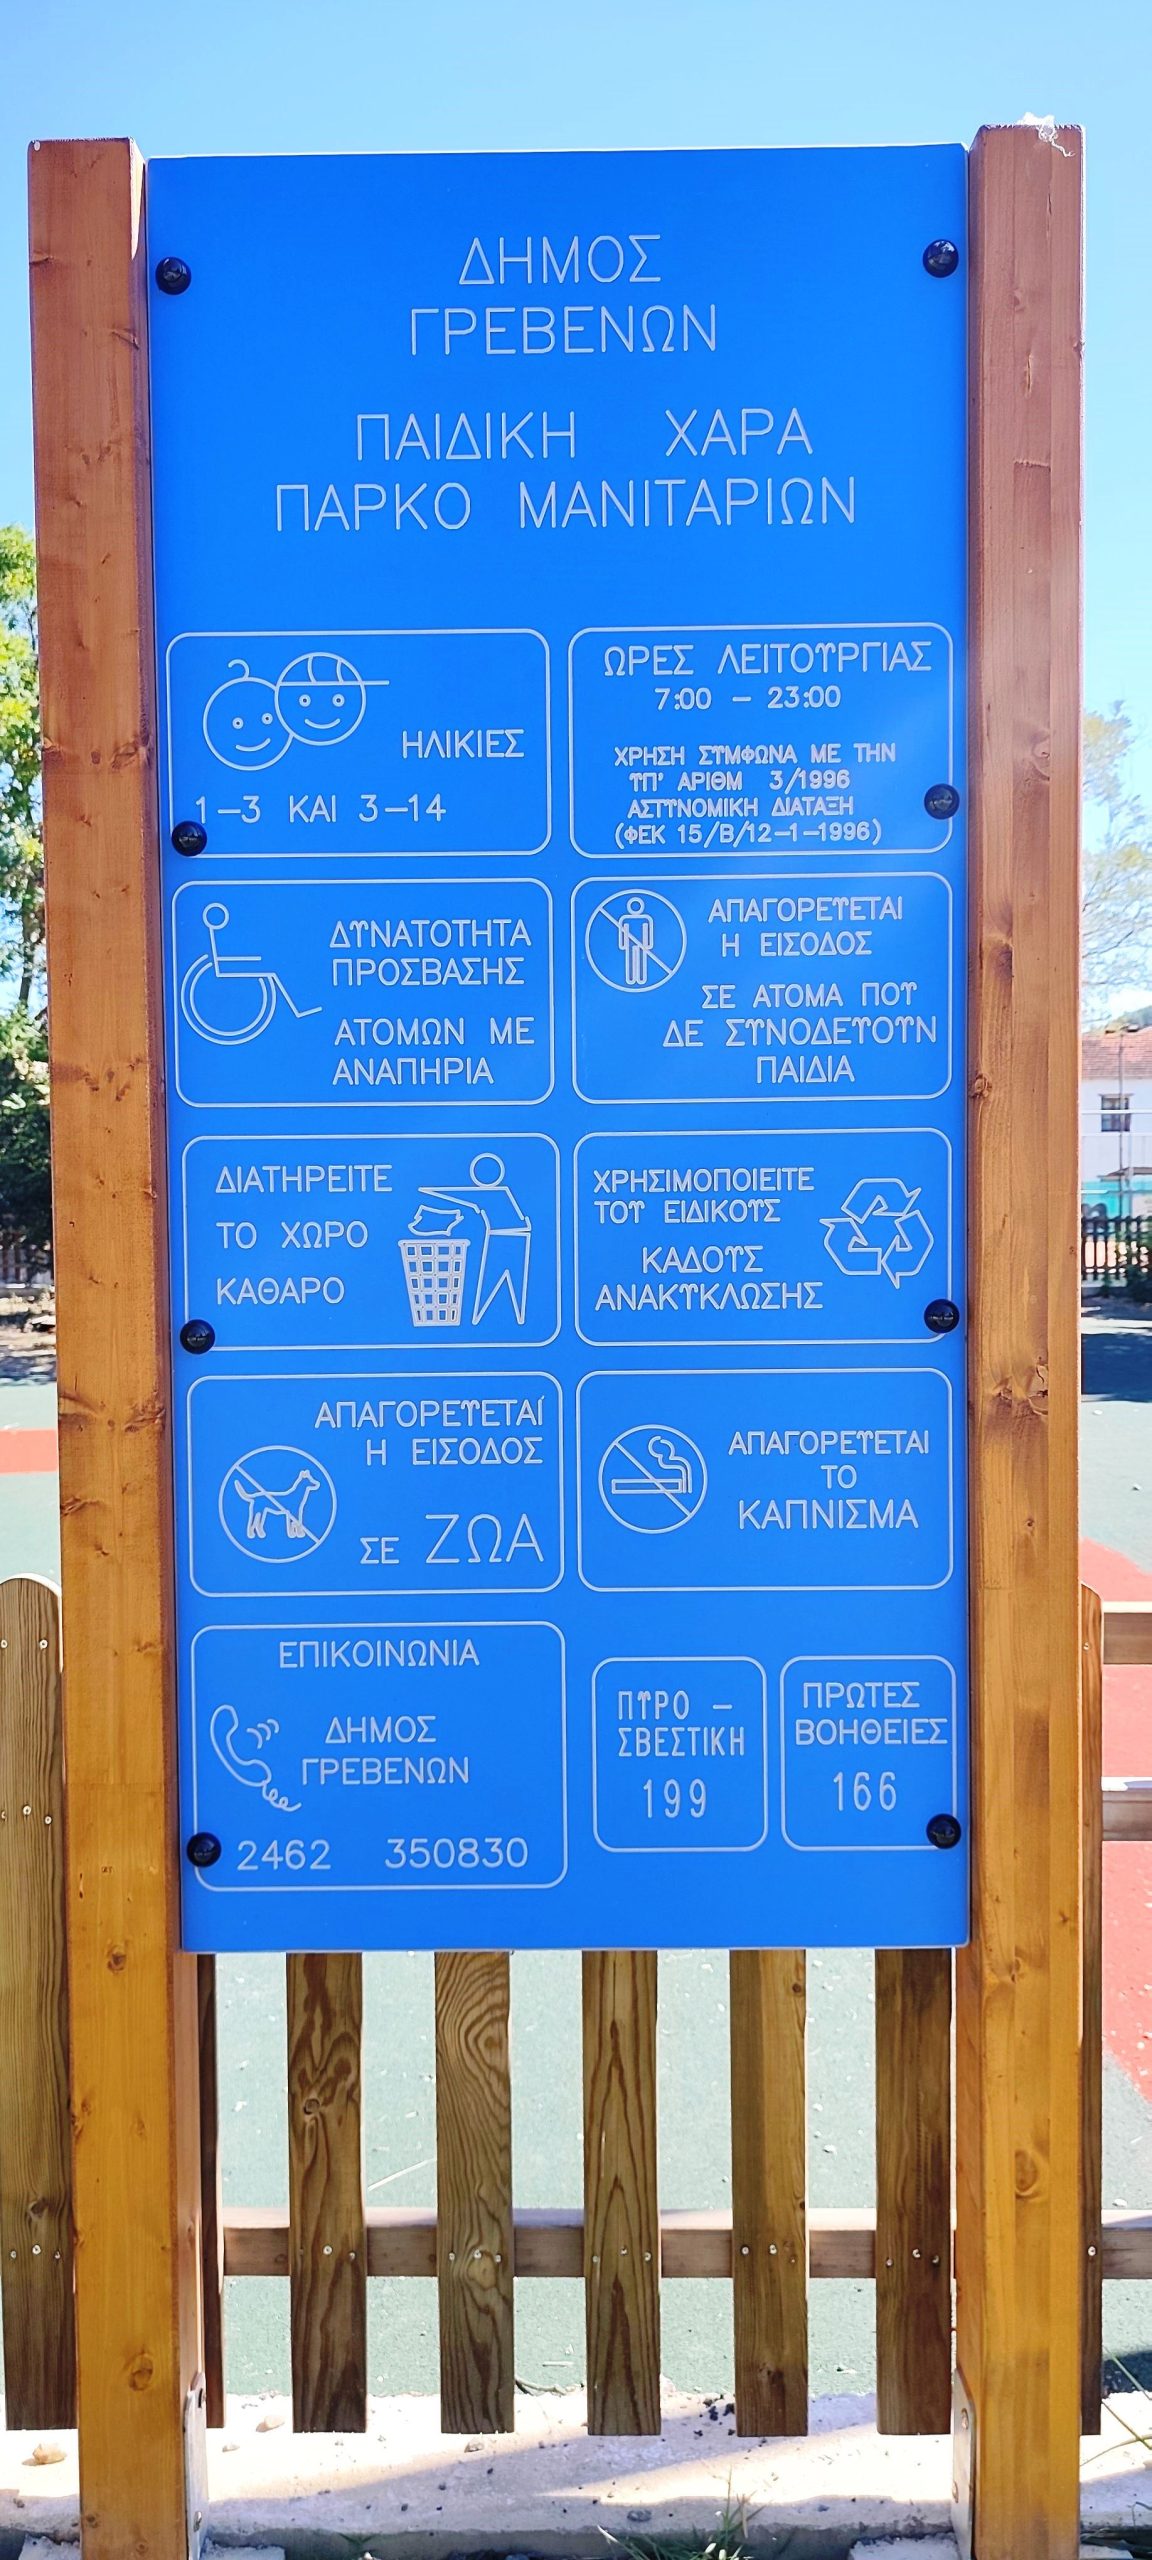 ΔΗΜΟΣ
ΓΡΕΒΕΝΩΝ
ΠΑΙΔΙΚΗ ΧΑΡΑ
ΠΑΡΚΟ ΜΑΝΙΤΑΡΙΩΝ
ΗΛΙΚΙΕΣ
1-3 ΚΑΙ 3-14
ΩΡΕΣ ΛΕΙΤΟΥΡΓΙΑΣ
7:00 - 23:00
ΧΡΗΣΗ ΣΥΜΦΩΝΑ ΜΕ ΤΗΝ
ΥΠ' ΑΡΙΘΜ 3/1996
ΑΣΤΥΝΟΜΙΚΗ ΔΙΑΤΑΞΗ
(ΦΕΚ 15/Β/12-1-1996)
ΔΥΝΑΤΟΤΗΤΑ
ΠΡΟΣΒΑΣΗΣ
ΑΤΟΜΩΝ ΜΕ
ΑΝΑΠΗΡΙΑ
ΑΠΑΓΟΡΕΥΕΤΑΙ
Η ΕΙΣΟΔΟΣ
ΣΕ ΑΤΟΜΑ ΠΟΥ
ΔΕ ΣΥΝΟΔΕΥΟΥΝ
ΠΑΙΔΙΑ
ΔΙΑΤΗΡΕΙΤΕ
ΤΟ ΧΩΡΟ
ΚΑΘΑΡΟ
ΧΡΗΣΙΜΟΠΟΙΕΙΤΕ
ΤΟΥ ΕΙΔΙΚΟΥΣ
ΚΑΔΟΥΣ
ΑΝΑΚΥΚΛΩΣΗΣ
ΑΠΑΓΟΡΕΥΕΤΑΙ
Η ΕΙΣΟΔΟΣ
ΣΕ ΖΩΑ
ΑΠΑΓΟΡΕΥΕΤΑΙ
ΤΟ
ΚΑΠΝΙΣΜΑ
ΕΠΙΚΟΙΝΩΝΙΑ
ΔΗΜΟΣ
ΓΡΕΒΕΝΩΝ
2462 350830
ΠΥΡΟ -
ΣΒΕΣΤΙΚΗ
199
ΠΡΩΤΕΣ
ΒΟΗΘΕΙΕΣ
166